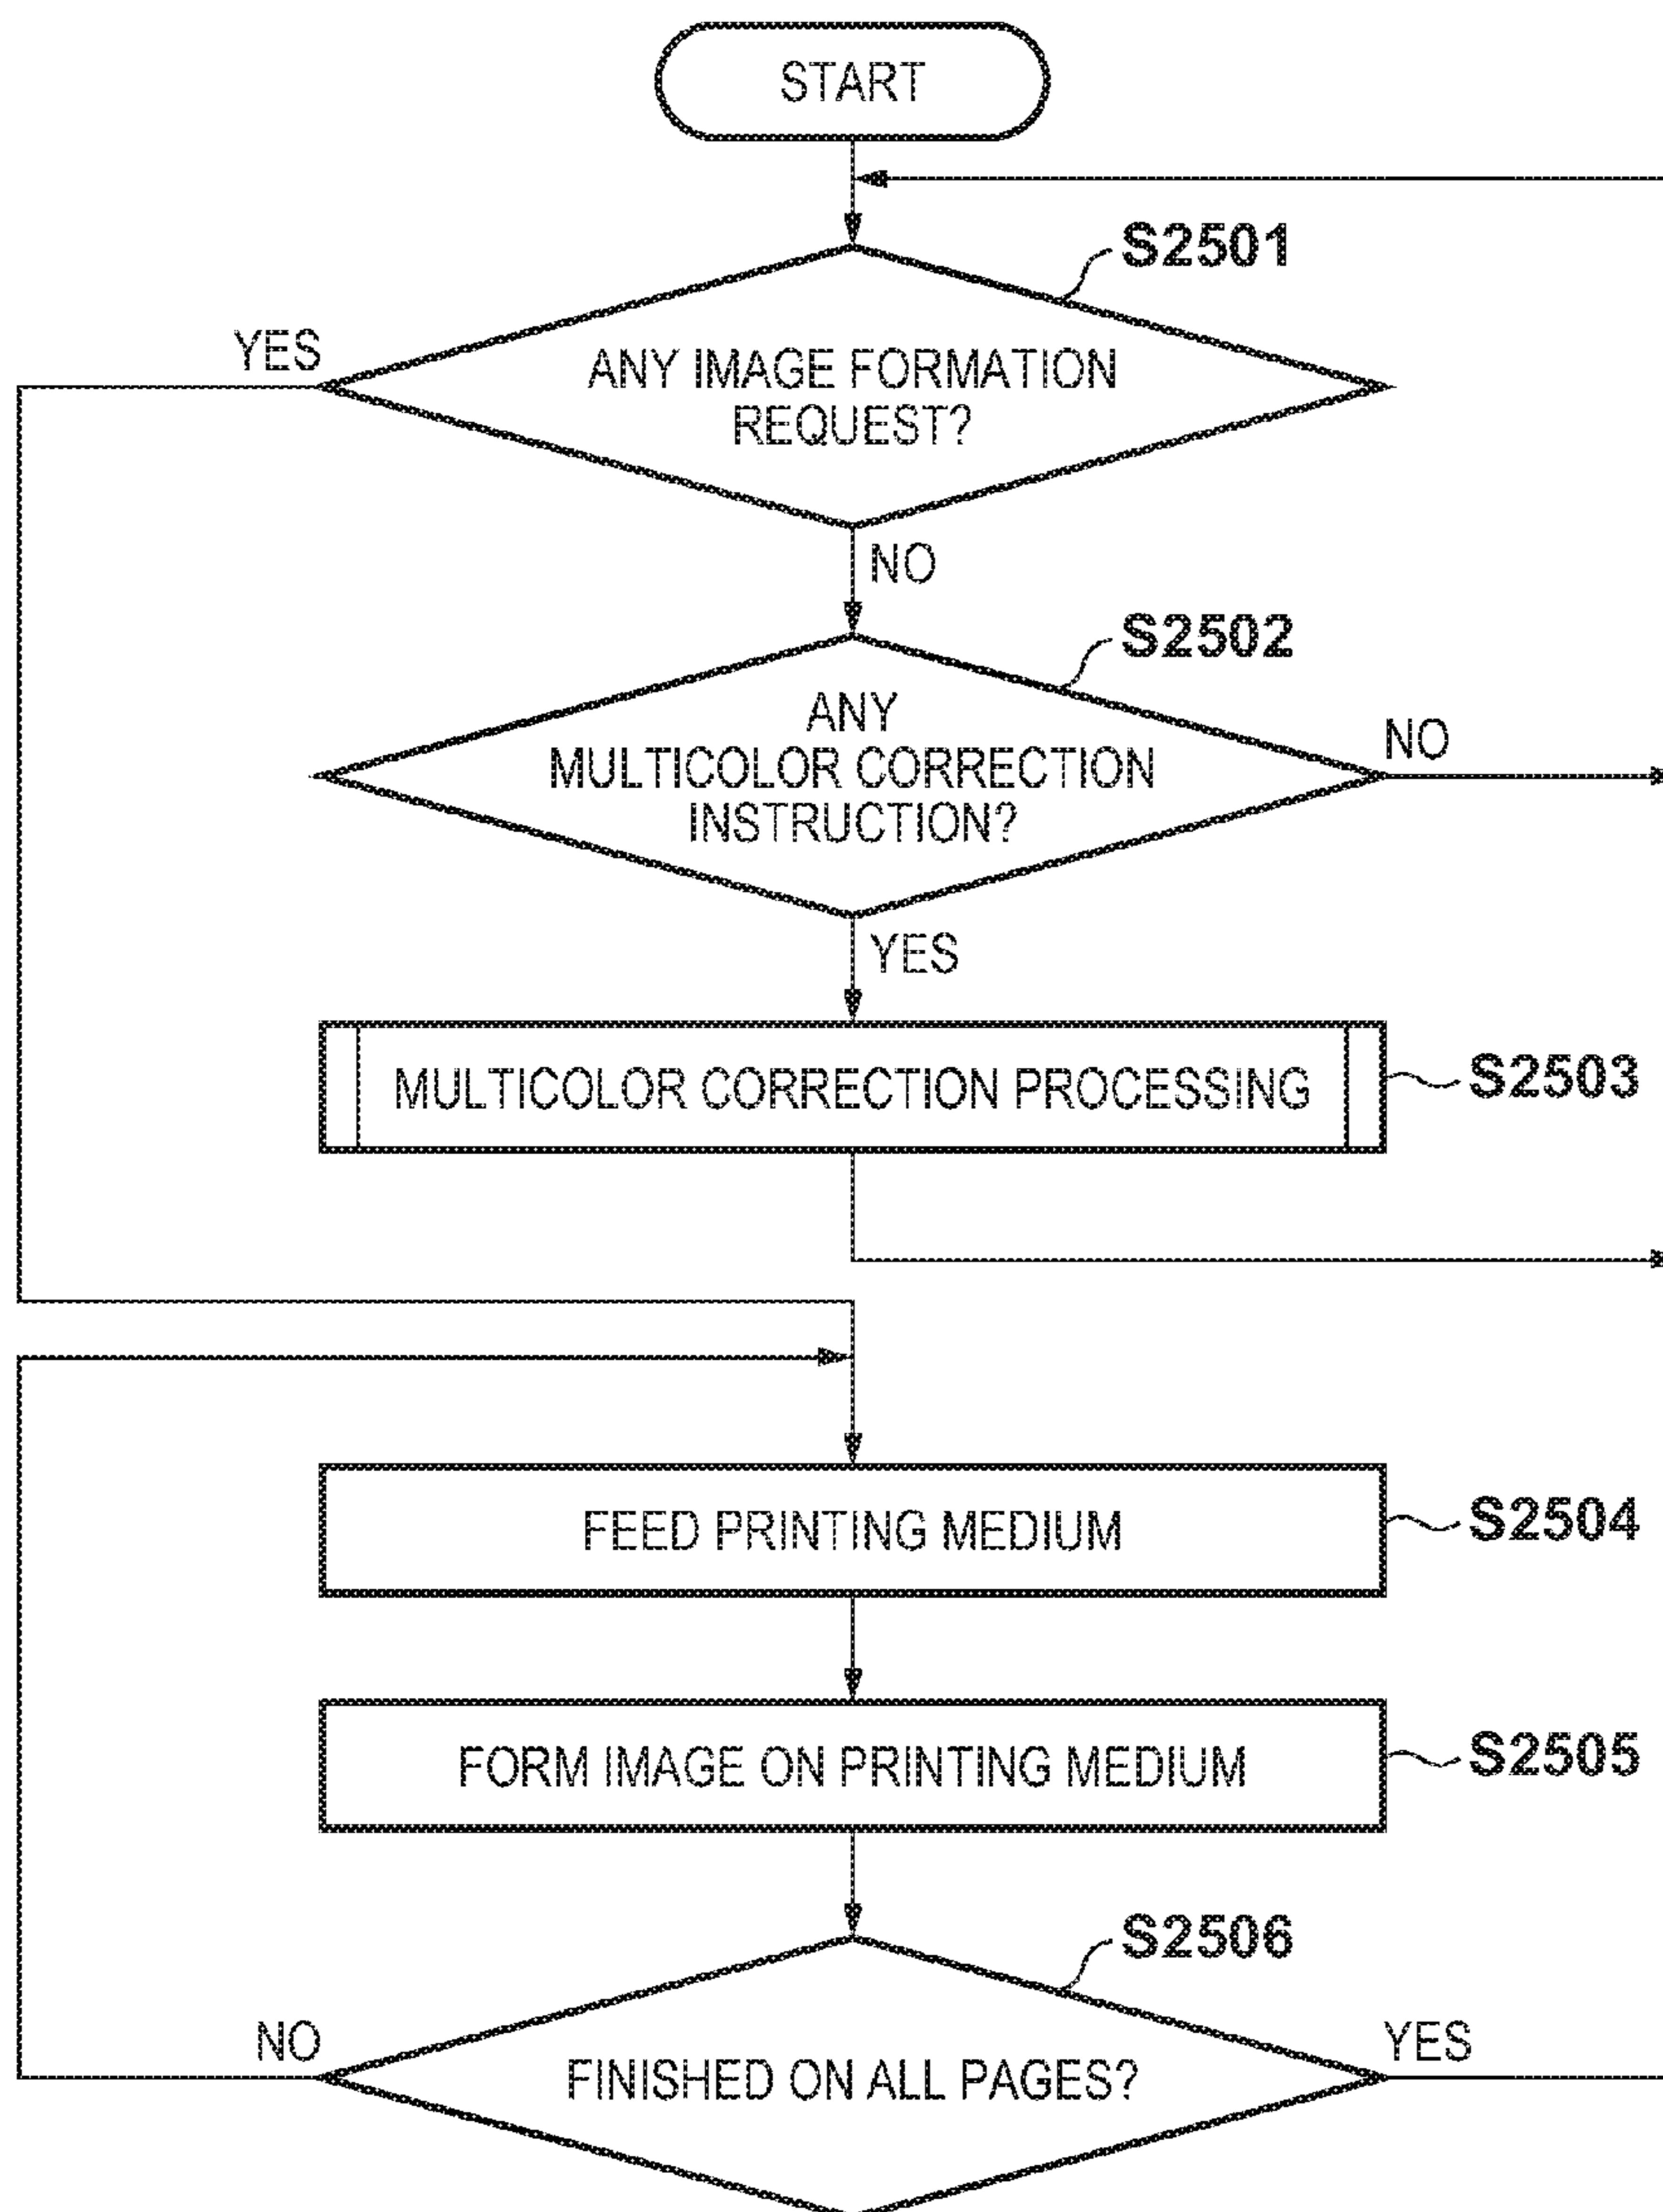 START
S2501
YES
ANY IMAGE FORMATION
REQUEST?
NO
S2502
ANY
MULTICOLOR CORRECTION
INSTRUCTION?
NO
YES
MULTICOLOR CORRECTION PROCESSING
S2503
FEED PRINTING MEDIUM
S2504
FORM IMAGE ON PRINTING MEDIUM
S2505
S2506
NO
FINISHED ON ALL PAGES?
YES